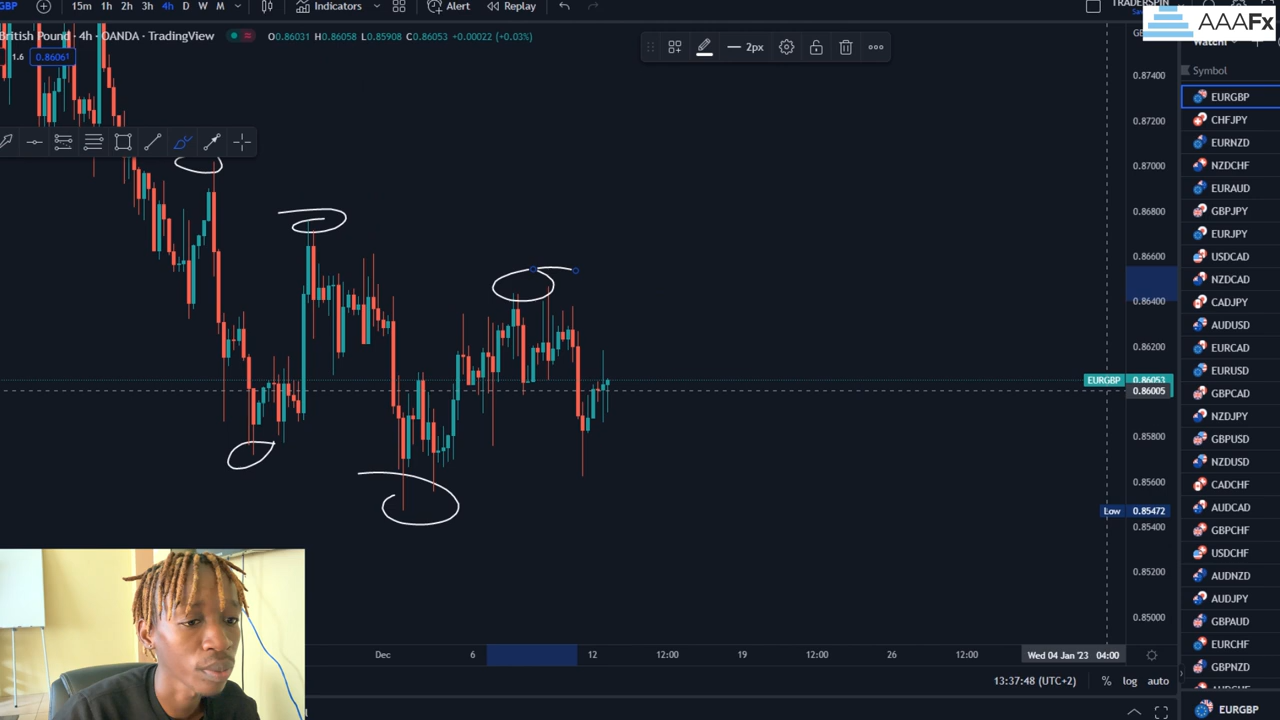 GBP 15m 1h 2h 3h 4h D W M Indicators Alert Replay
TRADERSPIN
AAAFx
British Pound · 4h · OANDA · TradingView O0.86031 H0.86058 L0.85908 C0.86053
1.6
2px
Symbol
0.87400
0.87200
0.87000
0.86800
0.86600
0.86400
0.86200
EURGBP 0.86053
0.86005
0.85800
0.85600
Low 0.85472
0.85400
0.85200
0.85000
EURGBP
CHFJPY
EURNZD
NZDCHF
EURAUD
GBPJPY
EURJPY
USDCAD
NZDCAD
CADJPY
AUDUSD
EURCAD
EURUSD
GBPCAD
NZDJPY
GBPUSD
NZDUSD
CADCHF
AUDCAD
GBPCHF
USDCHF
AUDNZD
AUDJPY
GBPAUD
EURCHF
GBPNZD
Dec 6 12 12:00 19 12:00 26 12:00 Wed 04 Jan '23 04:00
13:37:48 (UTC+2) % log auto
EURGBP